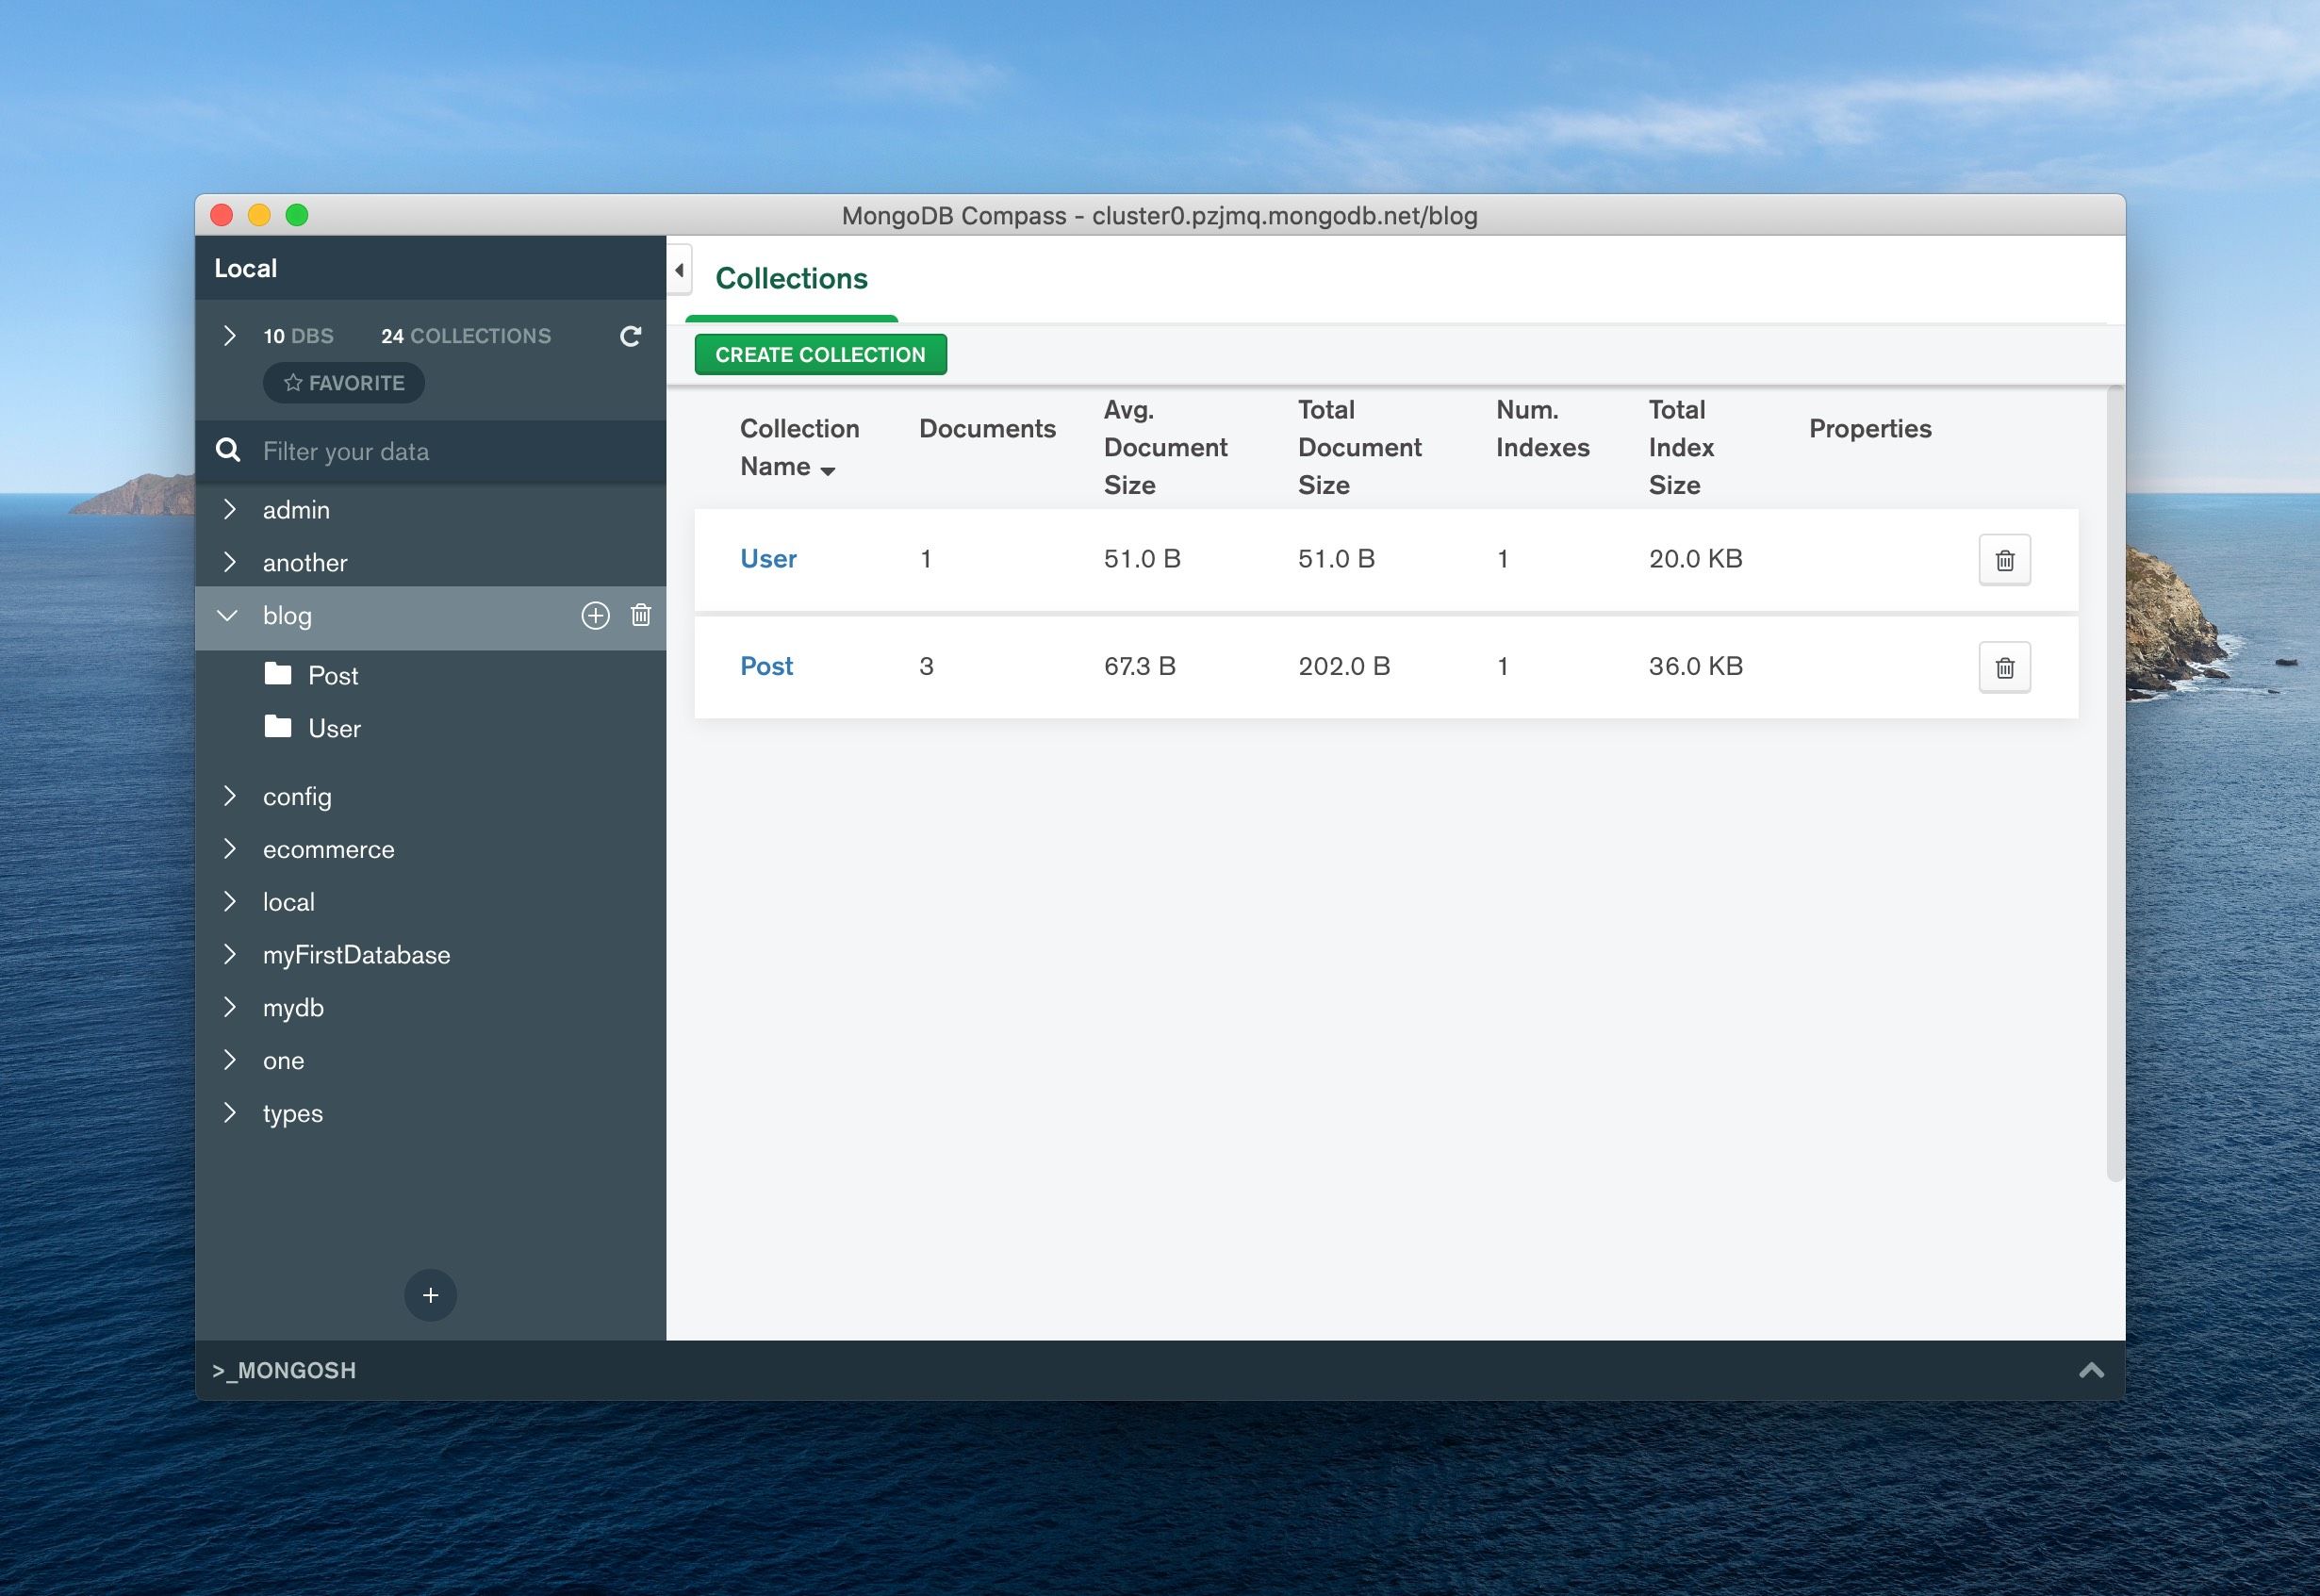 MongoDB Compass - cluster0.pzjmq.mongodb.net/blog
Local
10 DBS 24 COLLECTIONS
FAVORITE
Filter your data
admin
another
blog
Post
User
config
ecommerce
local
myFirstDatabase
mydb
one
types
+
Collections
CREATE COLLECTION
Collection Name
Documents
Avg. Document Size
Total Document Size
Num. Indexes
Total Index Size
Properties
User 1 51.0 B 51.0 B 1 20.0 KB
Post 3 67.3 B 202.0 B 1 36.0 KB
>_MONGOSH